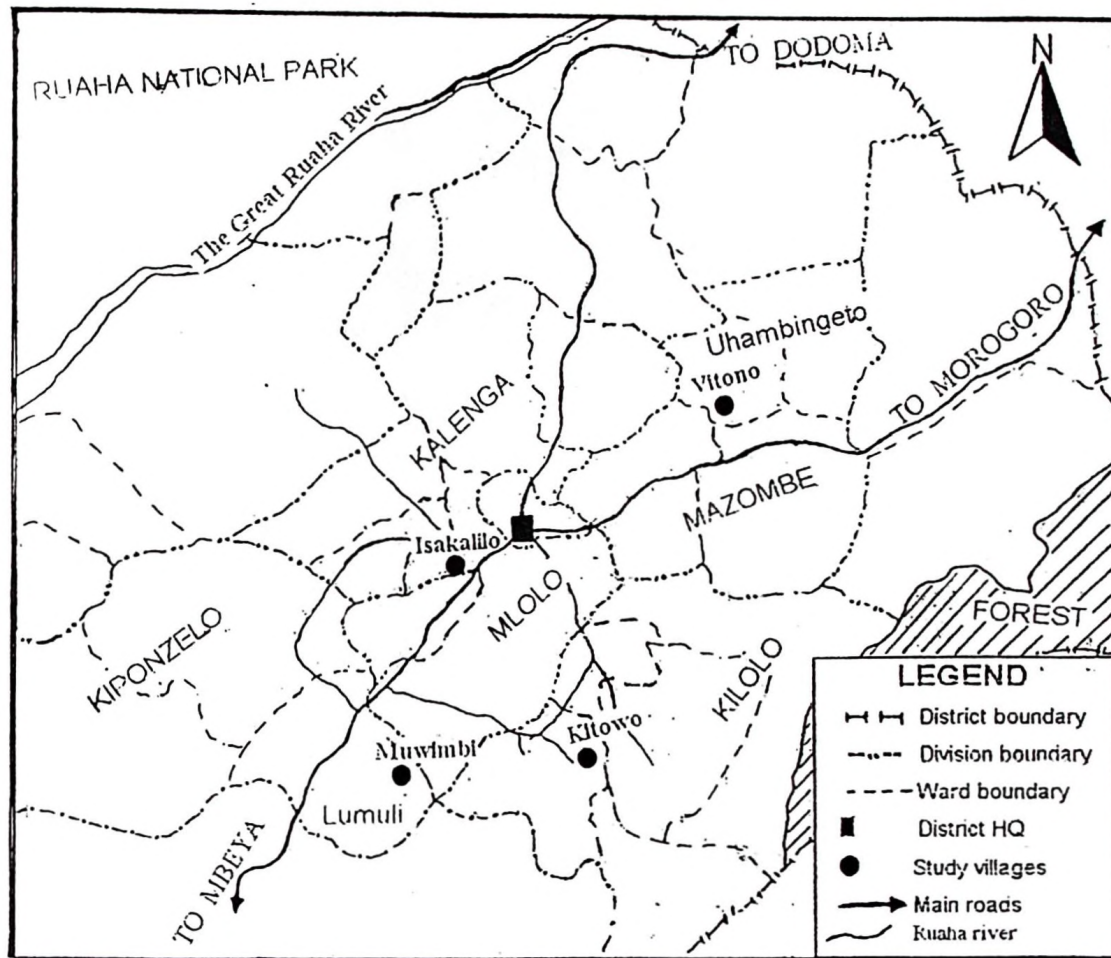 RUAHA NATIONAL PARK
The Great Ruaha River
TO DODOMA
N
Uhambingeto
Vitono
TO MOROGORO
KALENGA
MAZOMBE
Isakalilo
MLOLO
KIPONZELO
FOREST
KILOLO
Kitowo
Muwimbi
Lumuli
TO MBEYA
LEGEND
District boundary
Division boundary
Ward boundary
District HQ
Study villages
Main roads
Ruaha river